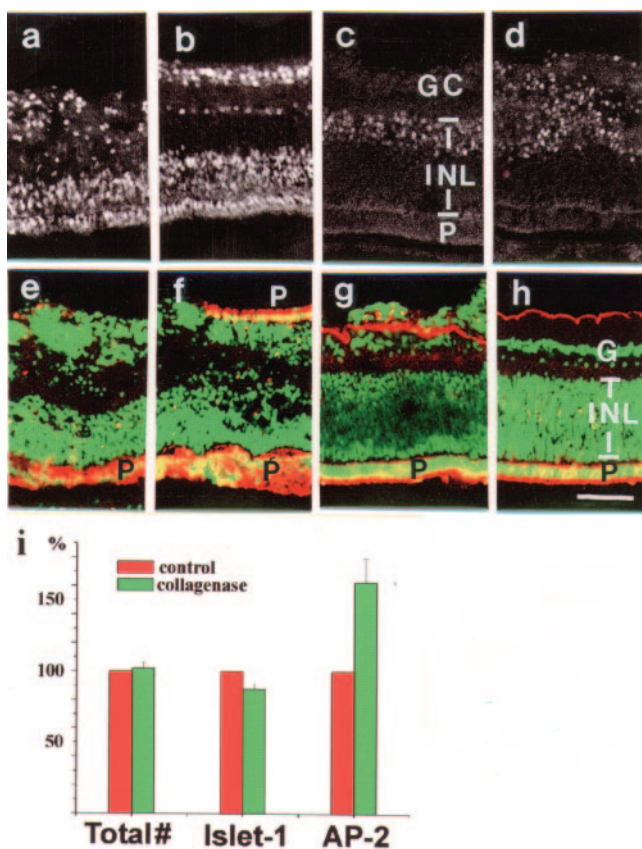 a b c d
GC
I
INL
I
P
e f g h
P
G
I
INL
I
P P P P
i %
control
collagenase
150
100
50
Total# Islet-1 AP-2